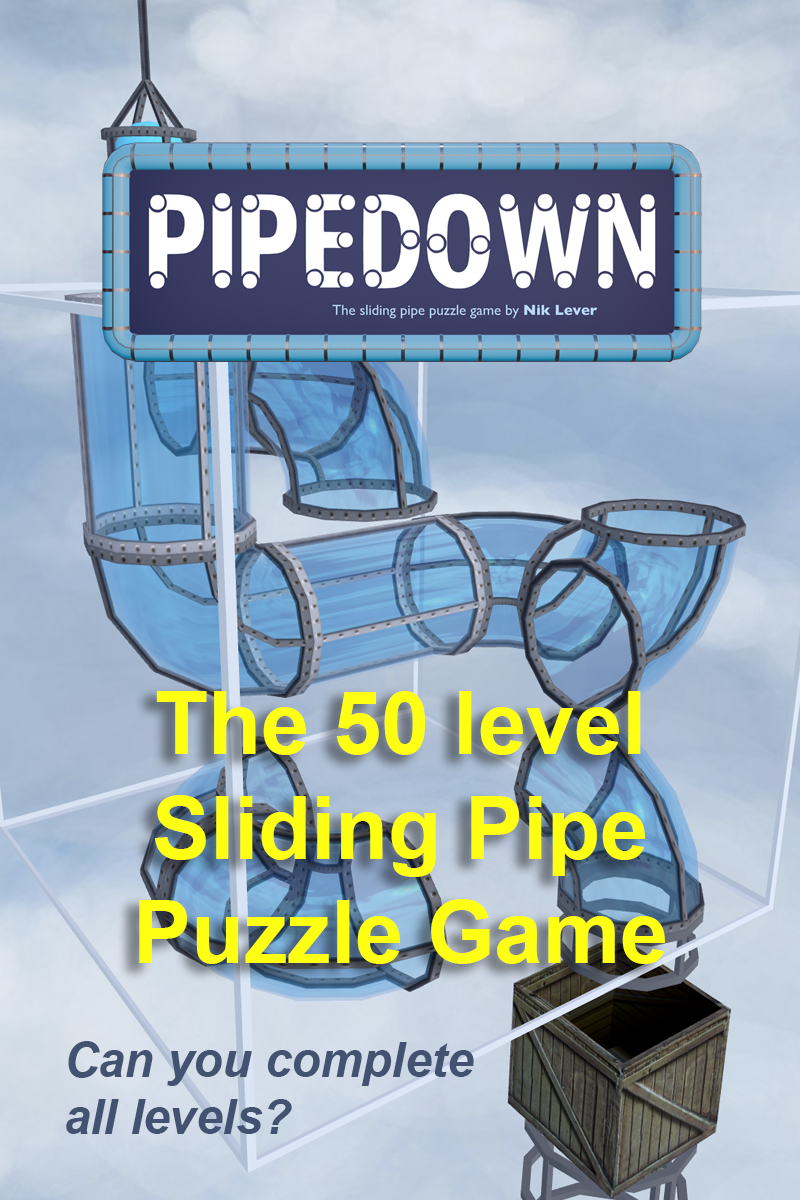 PIPEDOWN
The sliding pipe puzzle game by Nik Lever
The 50 level
Sliding Pipe
Puzzle Game
Can you complete
all levels?